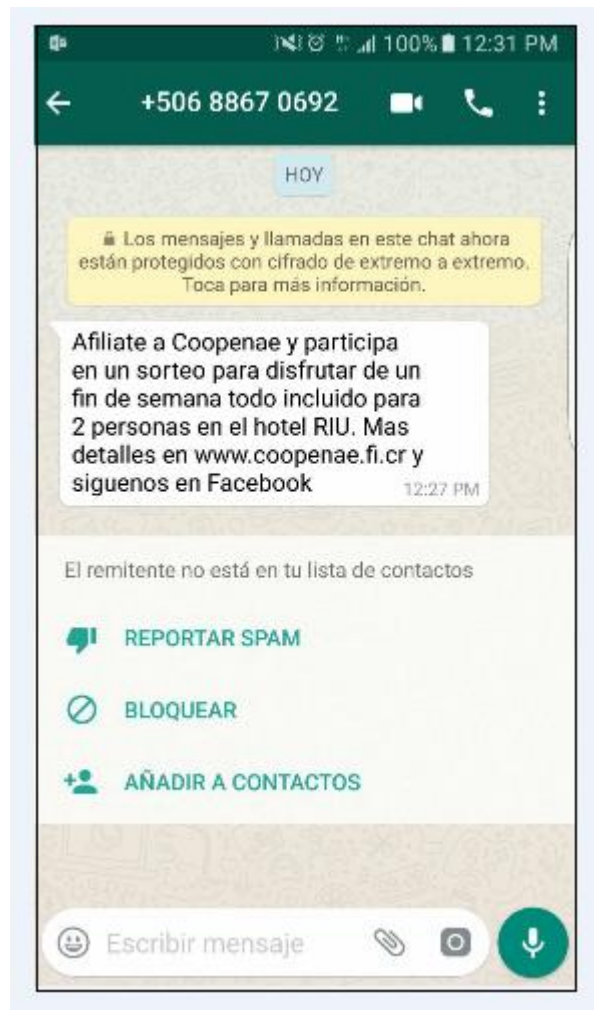 100% 12:31 PM
+506 8867 0692
HOY
Los mensajes y llamadas en este chat ahora
están protegidos con cifrado de extremo a extremo.
Toca para más información.
Afiliate a Coopenae y participa
en un sorteo para disfrutar de un
fin de semana todo incluido para
2 personas en el hotel RIU. Mas
detalles en www.coopenae.fi.cr y
siguenos en Facebook
12:27 PM
El remitente no está en tu lista de contactos
REPORTAR SPAM
BLOQUEAR
AÑADIR A CONTACTOS
Escribir mensaje